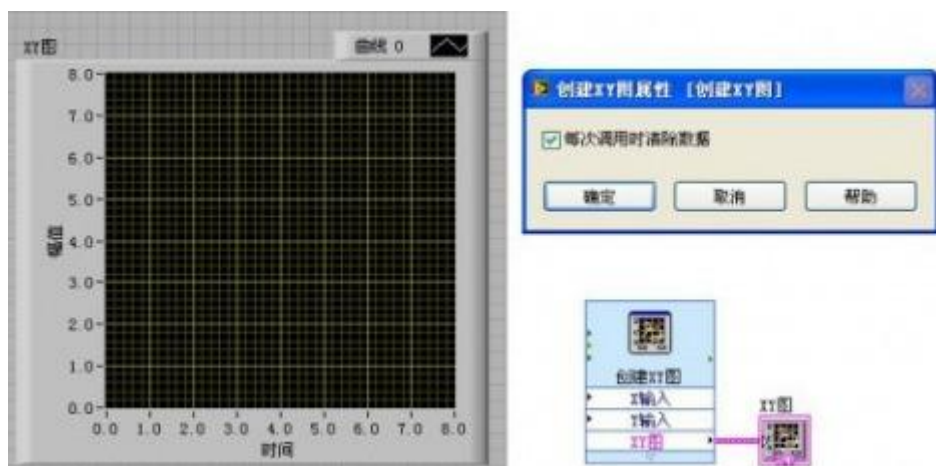 XY图
曲线 0
8.0
7.0
6.0
5.0
4.0
3.0
2.0
1.0
0.0
幅值
0.0 1.0 2.0 3.0 4.0 5.0 6.0 7.0 8.0
时间
创建XY图属性 [创建XY图]
每次调用时清除数据
确定 取消 帮助
创建XY图
X输入
Y输入
XY图
XY图